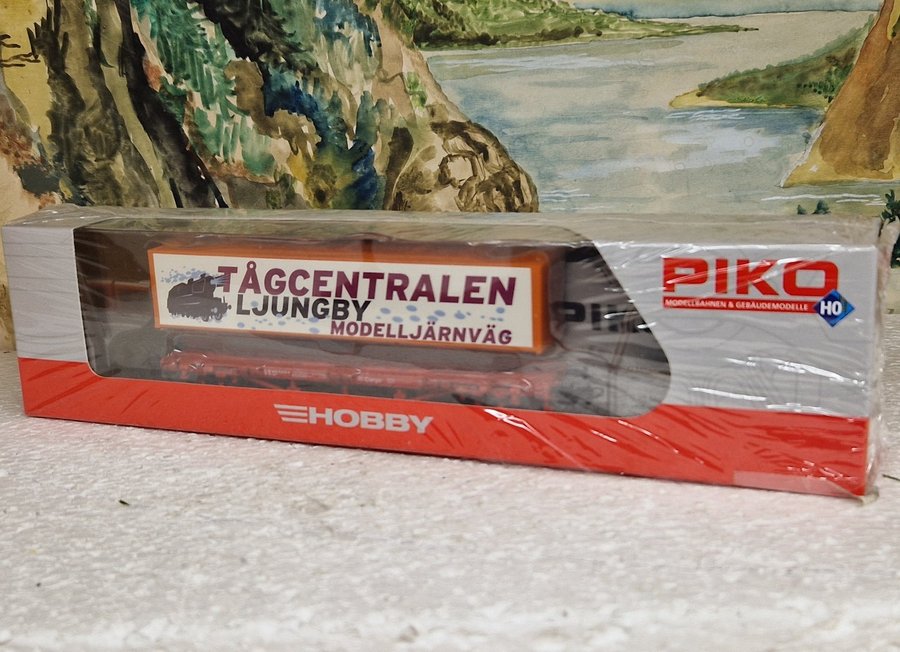 TÅGCENTRALEN
LJUNGBY
MODELLJÄRNVÄG
PIKO
MODELLBAHNEN & GEBÄUDEMODELLE
H0
HOBBY